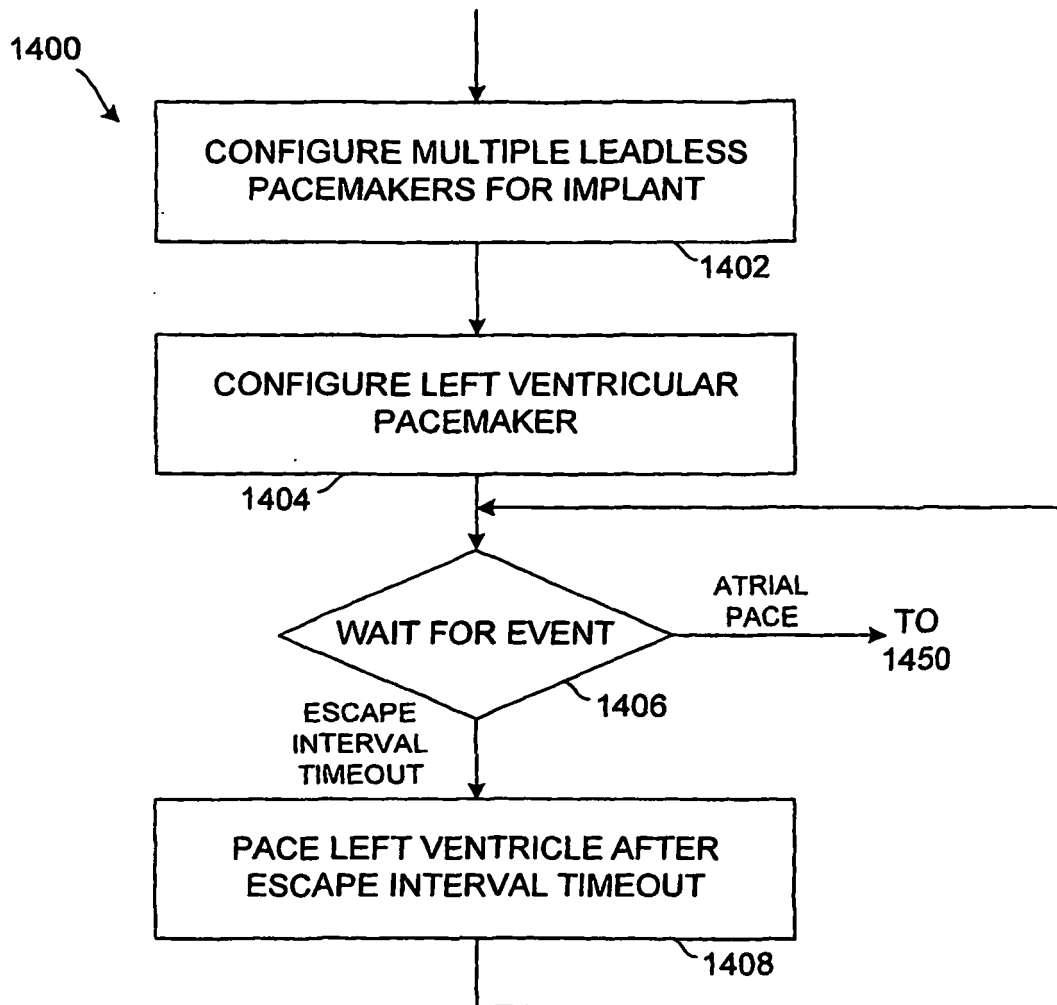 1400
CONFIGURE MULTIPLE LEADLESS
PACEMAKERS FOR IMPLANT
1402
CONFIGURE LEFT VENTRICULAR
PACEMAKER
1404
WAIT FOR EVENT
ATRIAL
PACE
TO
1450
1406
ESCAPE
INTERVAL
TIMEOUT
PACE LEFT VENTRICLE AFTER
ESCAPE INTERVAL TIMEOUT
1408